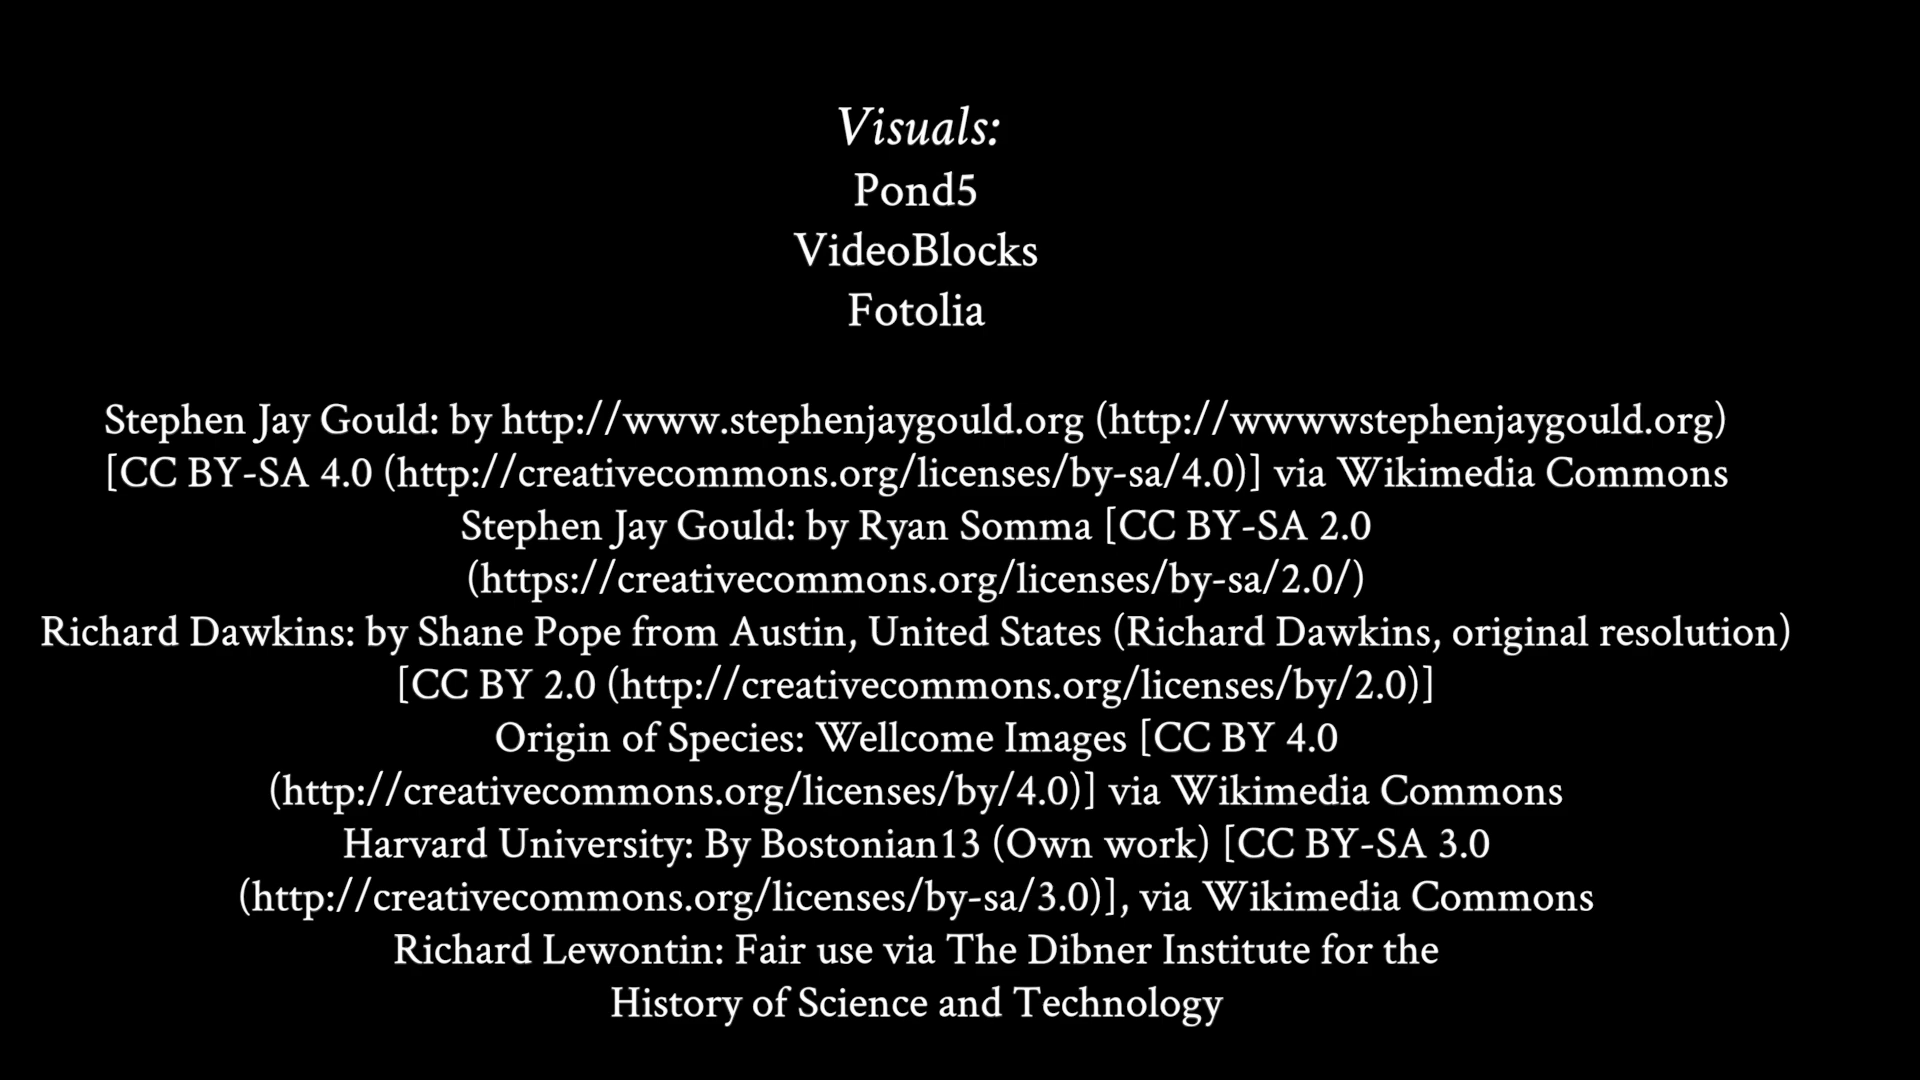 Visuals:
Pond5
VideoBlocks
Fotolia
Stephen Jay Gould: by http://www.stephenjaygould.org (http://wwwwstephenjaygould.org)
[CC BY-SA 4.0 (http://creativecommons.org/licenses/by-sa/4.0)] via Wikimedia Commons
Stephen Jay Gould: by Ryan Somma [CC BY-SA 2.0
(https://creativecommons.org/licenses/by-sa/2.0/)
Richard Dawkins: by Shane Pope from Austin, United States (Richard Dawkins, original resolution)
[CC BY 2.0 (http://creativecommons.org/licenses/by/2.0)]
Origin of Species: Wellcome Images [CC BY 4.0
(http://creativecommons.org/licenses/by/4.0)] via Wikimedia Commons
Harvard University: By Bostonian13 (Own work) [CC BY-SA 3.0
(http://creativecommons.org/licenses/by-sa/3.0)], via Wikimedia Commons
Richard Lewontin: Fair use via The Dibner Institute for the
History of Science and Technology